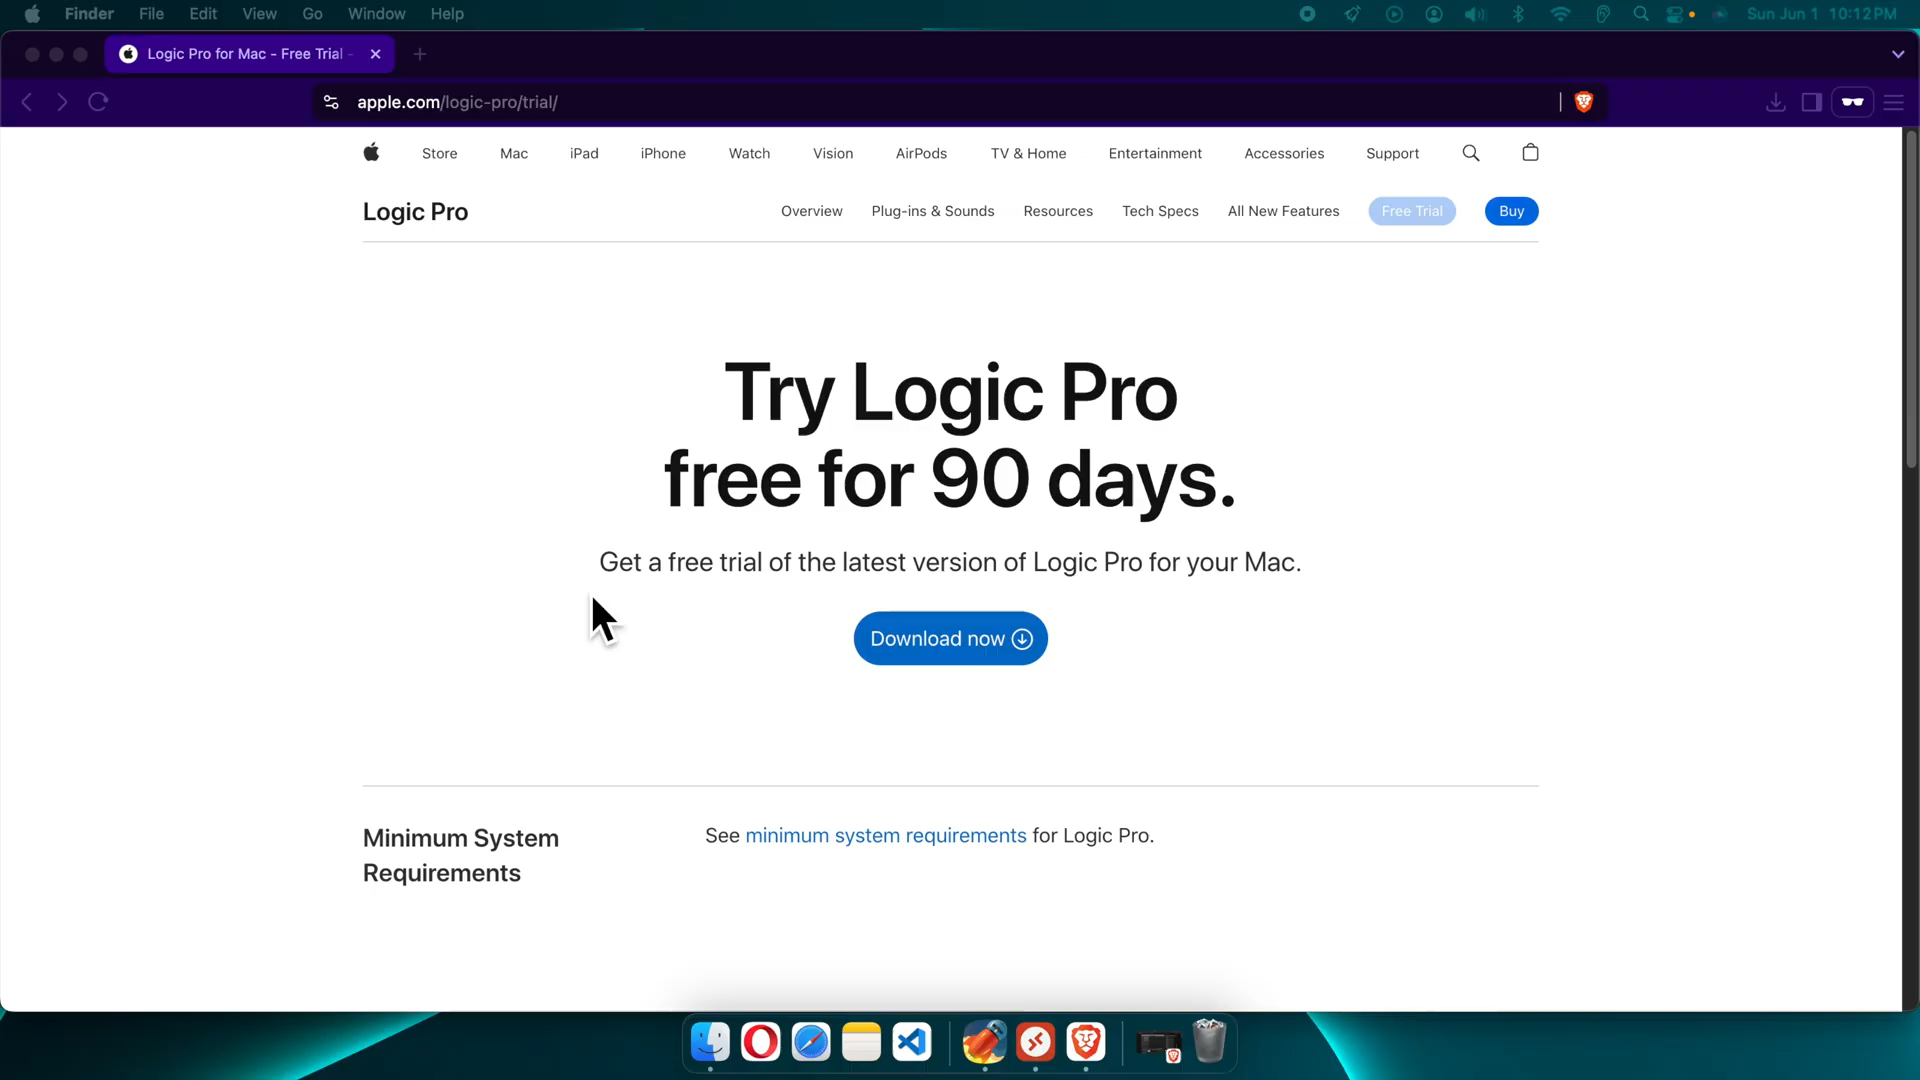 Finder File Edit View Go Window Help
Sun Jun 1 10:12 PM
Logic Pro for Mac - Free Trial -
apple.com/logic-pro/trial/
Store Mac iPad iPhone Watch Vision AirPods TV & Home Entertainment Accessories Support
Logic Pro
Overview Plug-ins & Sounds Resources Tech Specs All New Features Free Trial Buy
Try Logic Pro
free for 90 days.
Get a free trial of the latest version of Logic Pro for your Mac.
Download now
Minimum System
Requirements
See minimum system requirements for Logic Pro.